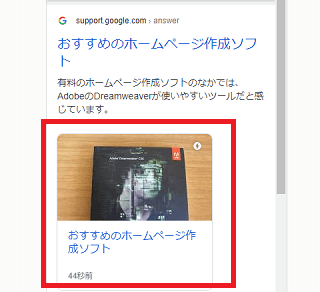 support.google.com › answer
おすすめのホームページ作成ソフ
ト
有料のホームページ作成ソフトのなかでは、
AdobeのDreamweaverが使いやすいツールだと感
じています。
Adobe Dreamweaver CS6
おすすめのホームページ作
成ソフト
44秒前